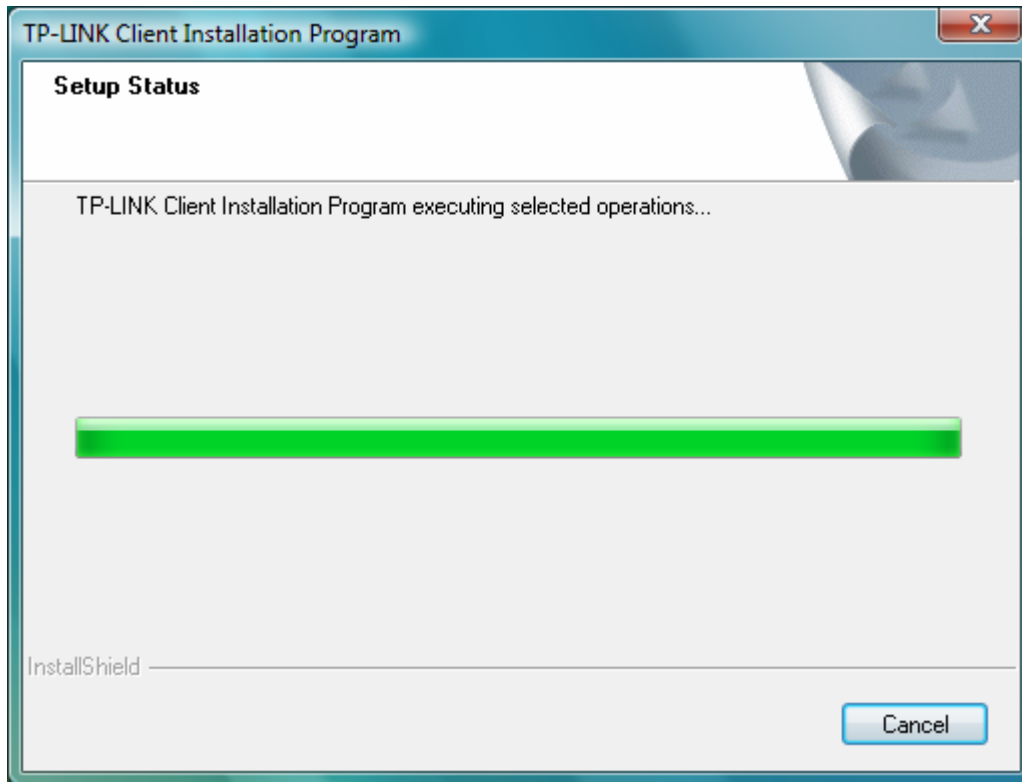 TP-LINK Client Installation Program
Setup Status
TP-LINK Client Installation Program executing selected operations...
InstallShield
Cancel